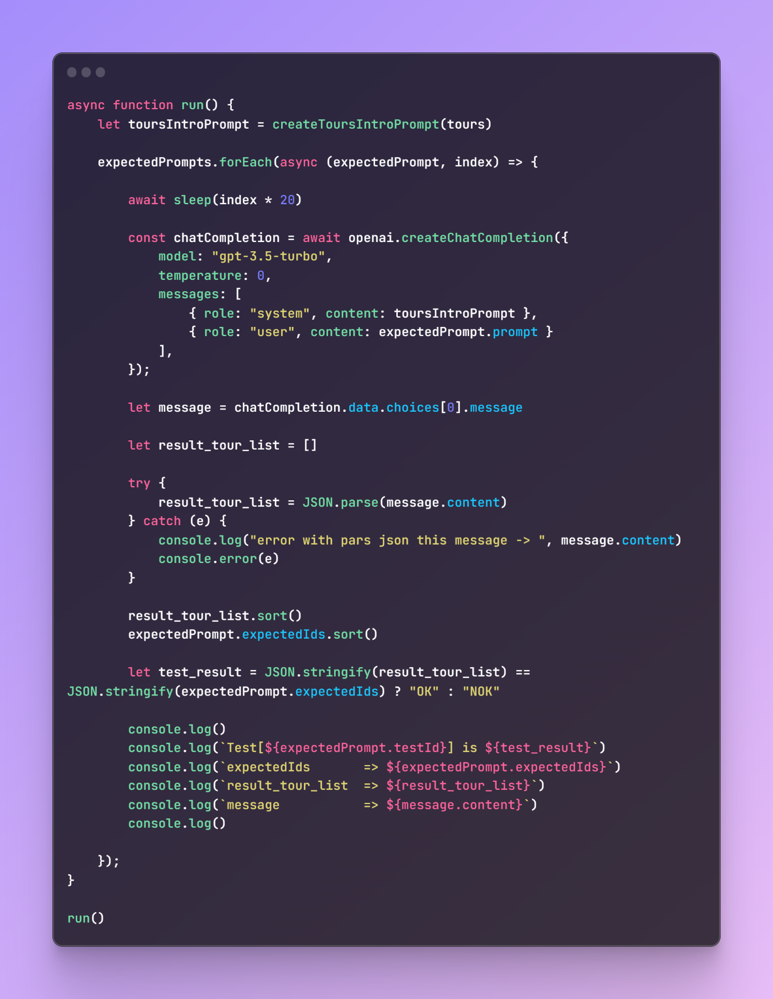 async function run() {
    let toursIntroPrompt = createToursIntroPrompt(tours)

    expectedPrompts.forEach(async (expectedPrompt, index) => {

        await sleep(index * 20)

        const chatCompletion = await openai.createChatCompletion({
            model: "gpt-3.5-turbo",
            temperature: 0,
            messages: [
                { role: "system", content: toursIntroPrompt },
                { role: "user", content: expectedPrompt.prompt }
            ],
        });

        let message = chatCompletion.data.choices[0].message

        let result_tour_list = []

        try {
            result_tour_list = JSON.parse(message.content)
        } catch (e) {
            console.log("error with pars json this message -> ", message.content)
            console.error(e)
        }

        result_tour_list.sort()
        expectedPrompt.expectedIds.sort()

        let test_result = JSON.stringify(result_tour_list) ==
JSON.stringify(expectedPrompt.expectedIds) ? "OK" : "NOK"

        console.log()
        console.log(`Test[${expectedPrompt.testId}] is ${test_result}`)
        console.log(`expectedIds       => ${expectedPrompt.expectedIds}`)
        console.log(`result_tour_list  => ${result_tour_list}`)
        console.log(`message           => ${message.content}`)
        console.log()

    });
}

run()